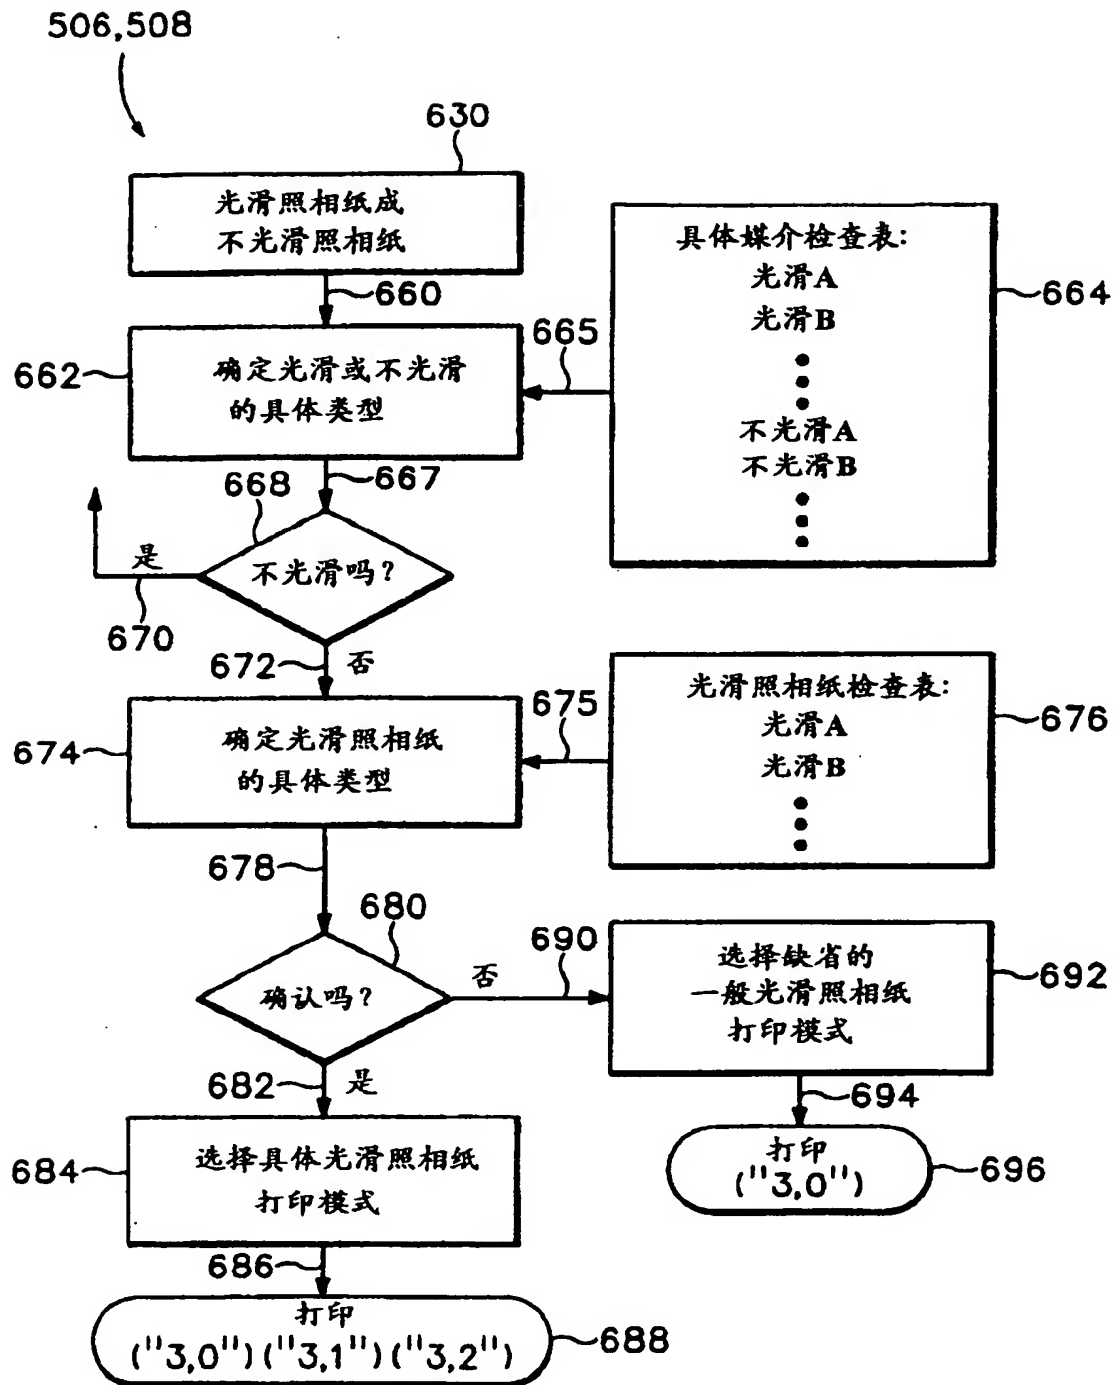 506,508
630
光滑照相纸成
不光滑照相纸
660
具体媒介检查表:
光滑A
光滑B
不光滑A
不光滑B
664
665
662
确定光滑或不光滑
的具体类型
667
668
是
不光滑吗?
670
672
否
光滑照相纸检查表:
光滑A
光滑B
676
675
674
确定光滑照相纸
的具体类型
678
680
确认吗?
否
690
选择缺省的
一般光滑照相纸
打印模式
692
682
是
694
684
选择具体光滑照相纸
打印模式
打印
("3,0")
696
686
打印
("3,0")("3,1")("3,2")
688